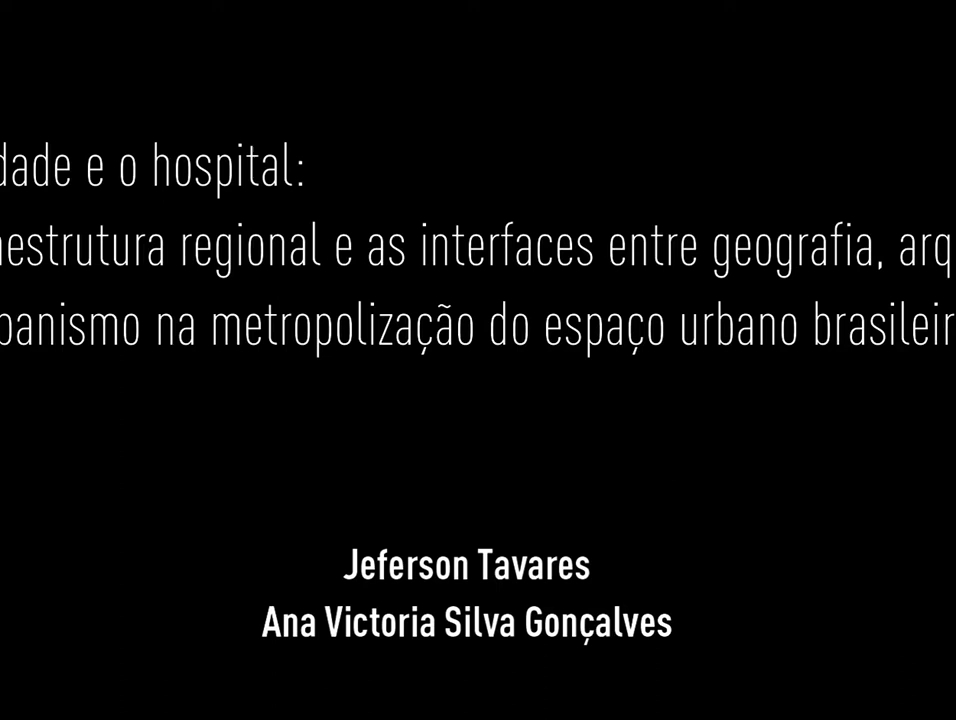 dade e o hospital:
aestrutura regional e as interfaces entre geografia, arq
banismo na metropolização do espaço urbano brasileir
Jeferson Tavares
Ana Victoria Silva Gonçalves